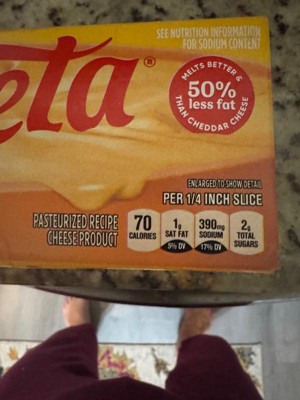 SEE NUTRITION INFORMATION
FOR SODIUM CONTENT
eta®
MELTS BETTER &
50%
less fat
THAN CHEDDAR CHEESE
ENLARGED TO SHOW DETAIL
PER 1/4 INCH SLICE
PASTEURIZED RECIPE
CHEESE PRODUCT
70
CALORIES
1g
SAT FAT
5% DV
390mg
SODIUM
17% DV
2g
TOTAL
SUGARS